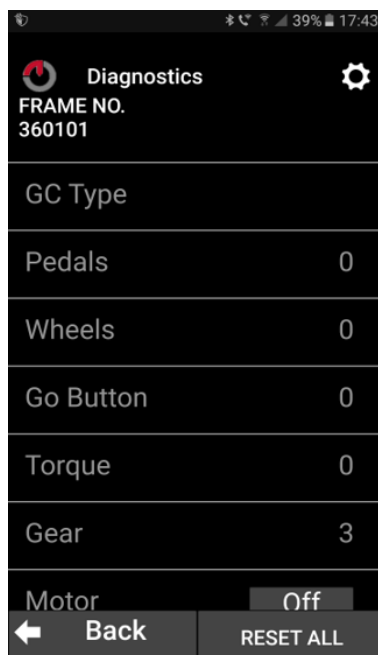 39% 17:43
Diagnostics
FRAME NO.
360101
GC Type
Pedals 0
Wheels 0
Go Button 0
Torque 0
Gear 3
Motor Off
Back RESET ALL